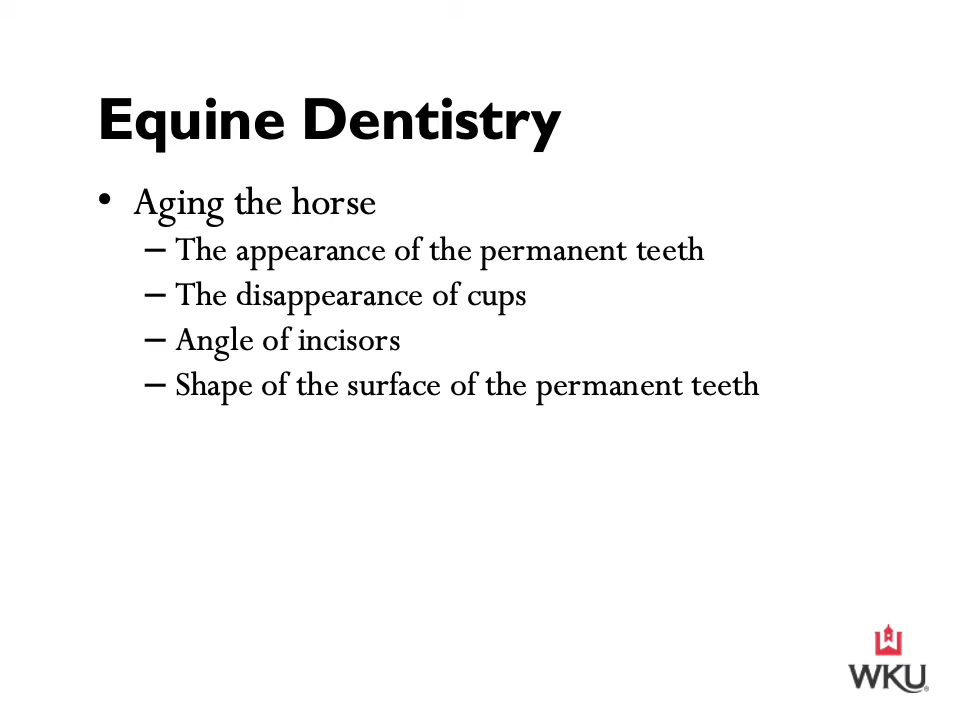 Equine Dentistry
• Aging the horse
– The appearance of the permanent teeth
– The disappearance of cups
– Angle of incisors
– Shape of the surface of the permanent teeth
WKU®